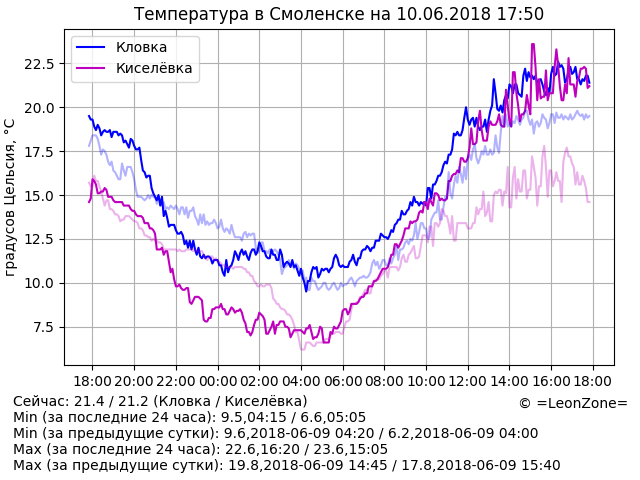 Температура в Смоленске на 10.06.2018 17:50
Кловка
Киселёвка
градусов Цельсия, °C
22.5
20.0
17.5
15.0
12.5
10.0
7.5
18:00 20:00 22:00 00:00 02:00 04:00 06:00 08:00 10:00 12:00 14:00 16:00 18:00
Сейчас: 21.4 / 21.2 (Кловка / Киселёвка)
© =LeonZone=
Min (за последние 24 часа): 9.5,04:15 / 6.6,05:05
Min (за предыдущие сутки): 9.6,2018-06-09 04:20 / 6.2,2018-06-09 04:00
Max (за последние 24 часа): 22.6,16:20 / 23.6,15:05
Max (за предыдущие сутки): 19.8,2018-06-09 14:45 / 17.8,2018-06-09 15:40